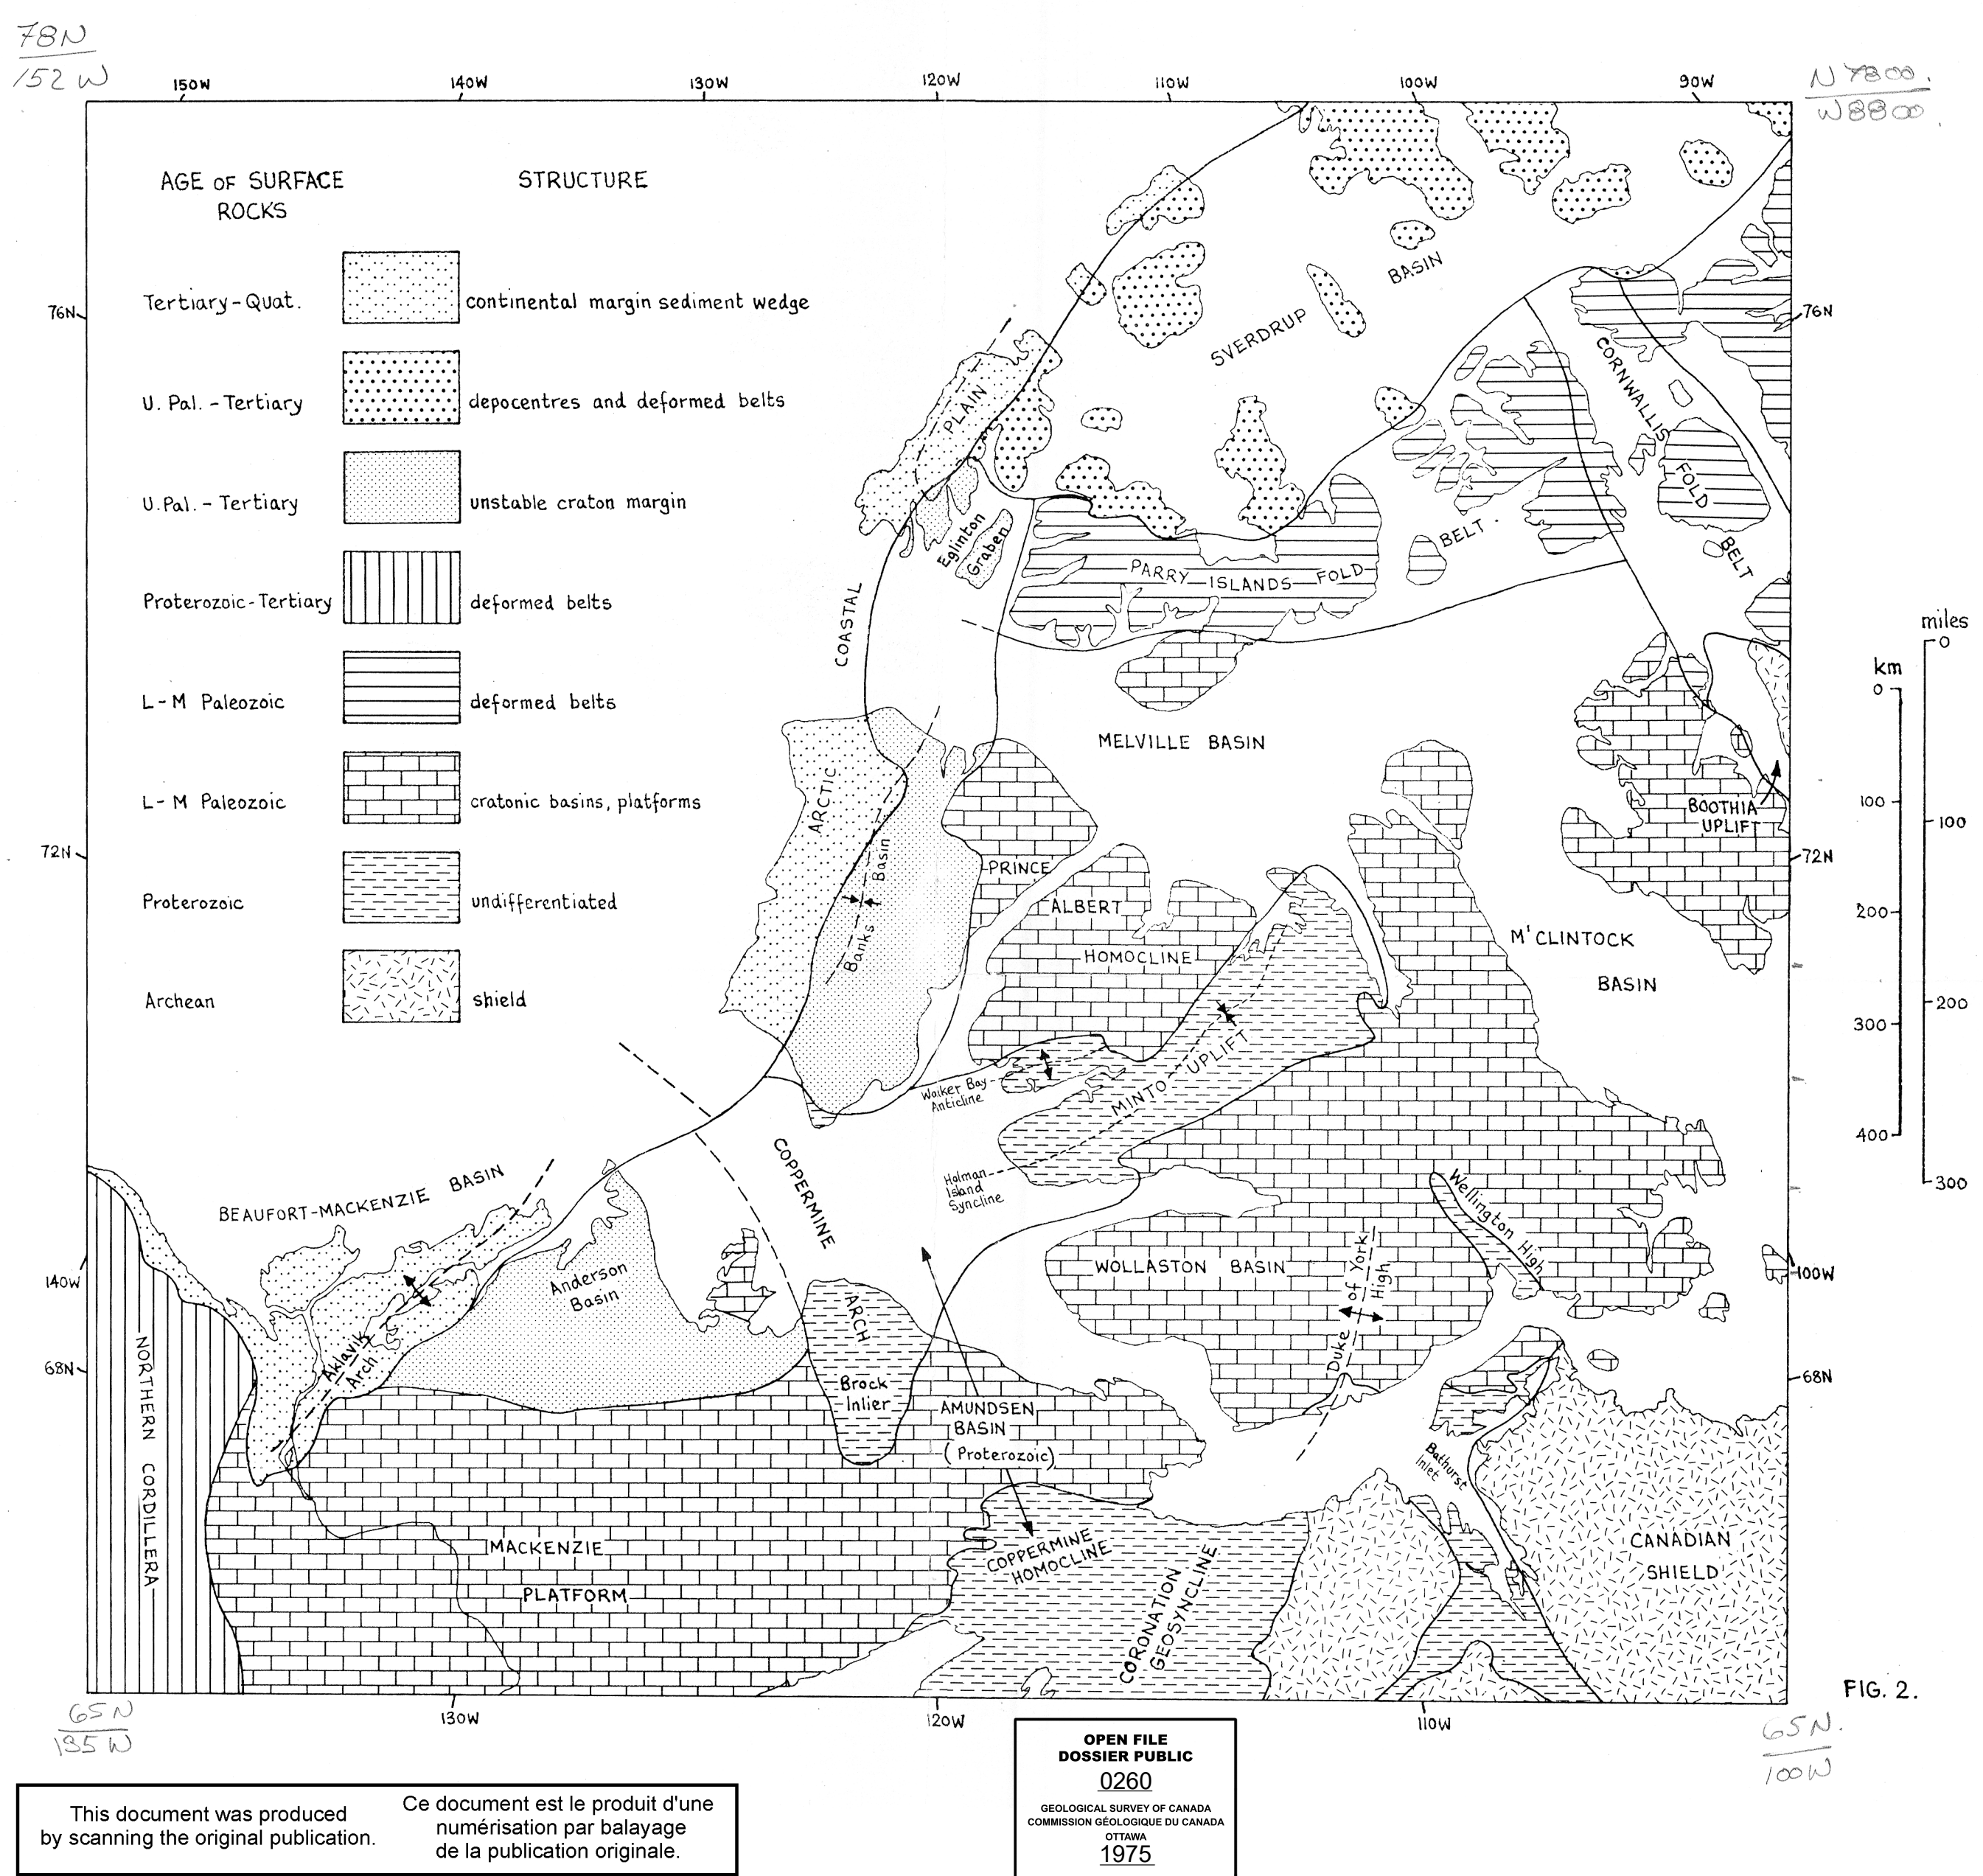 78N
152 W
150W
140W
130W
120W
110W
100W
90W
N 7800.
W8800.
AGE OF SURFACE
ROCKS
STRUCTURE
Tertiary-Quat.
continental margin sediment wedge
U. Pal. - Tertiary
depocentres and deformed belts
U. Pal. - Tertiary
unstable craton margin
Proterozoic-Tertiary
deformed belts
L-M Paleozoic
deformed belts
L-M Paleozoic
cratonic basins, platforms
Proterozoic
undifferentiated
Archean
shield
76N
72N
140W
68N
76N
72N
100W
68N
SVERDRUP
BASIN
CORNWALLIS
FOLD
BELT
PARRY ISLANDS FOLD
BELT.
Eglinton
Graben
ARCTIC
COASTAL
PLAIN
MELVILLE BASIN
BOOTHIA
UPLIFT
Banks Basin
PRINCE
ALBERT
HOMOCLINE
M'CLINTOCK
BASIN
MINTO UPLIFT
Walker Bay
Anticline
Holman
Island
Syncline
COPPERMINE
ARCH
Brock
Inlier
BEAUFORT-MACKENZIE BASIN
Anderson
Basin
Aklavik
Arch
NORTHERN CORDILLERA
Wellington High
WOLLASTON BASIN
Duke of York
High
AMUNDSEN
BASIN
(Proterozoic)
Bathurst
Inlet
MACKENZIE
PLATFORM
COPPERMINE
HOMOCLINE
CORONATION
GEOSYNCLINE
CANADIAN
SHIELD
miles
0
100
200
300
km
0
100
200
300
400
FIG. 2.
65N
135 W
130W
120W
110W
65N.
100W
OPEN FILE
DOSSIER PUBLIC
0260
GEOLOGICAL SURVEY OF CANADA
COMMISSION GÉOLOGIQUE DU CANADA
OTTAWA
1975
This document was produced
by scanning the original publication.
Ce document est le produit d'une
numérisation par balayage
de la publication originale.